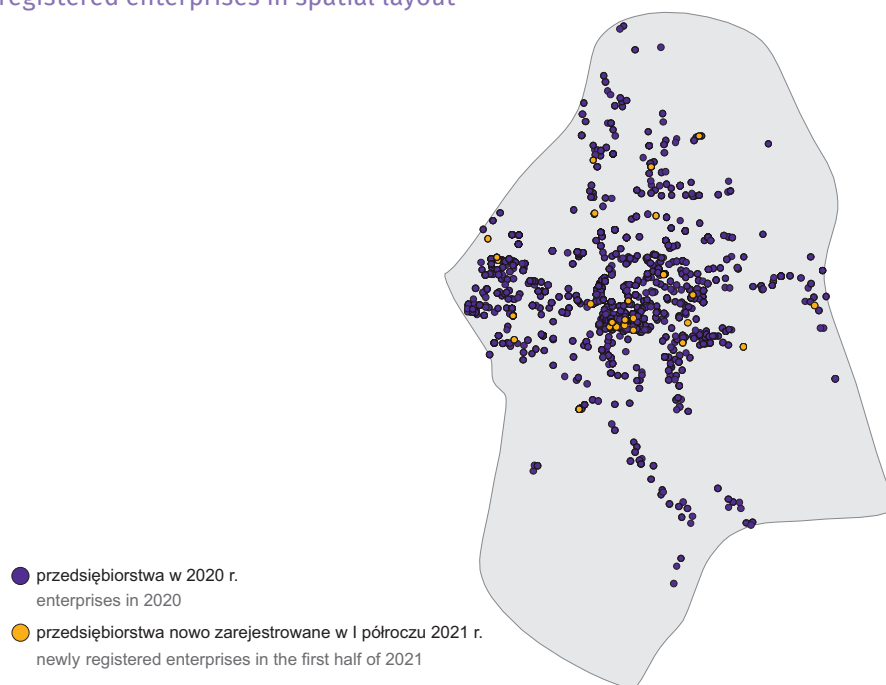 registered enterprises in spatial layout
przedsiębiorstwa w 2020 r.
enterprises in 2020
przedsiębiorstwa nowo zarejestrowane w I półroczu 2021 r.
newly registered enterprises in the first half of 2021